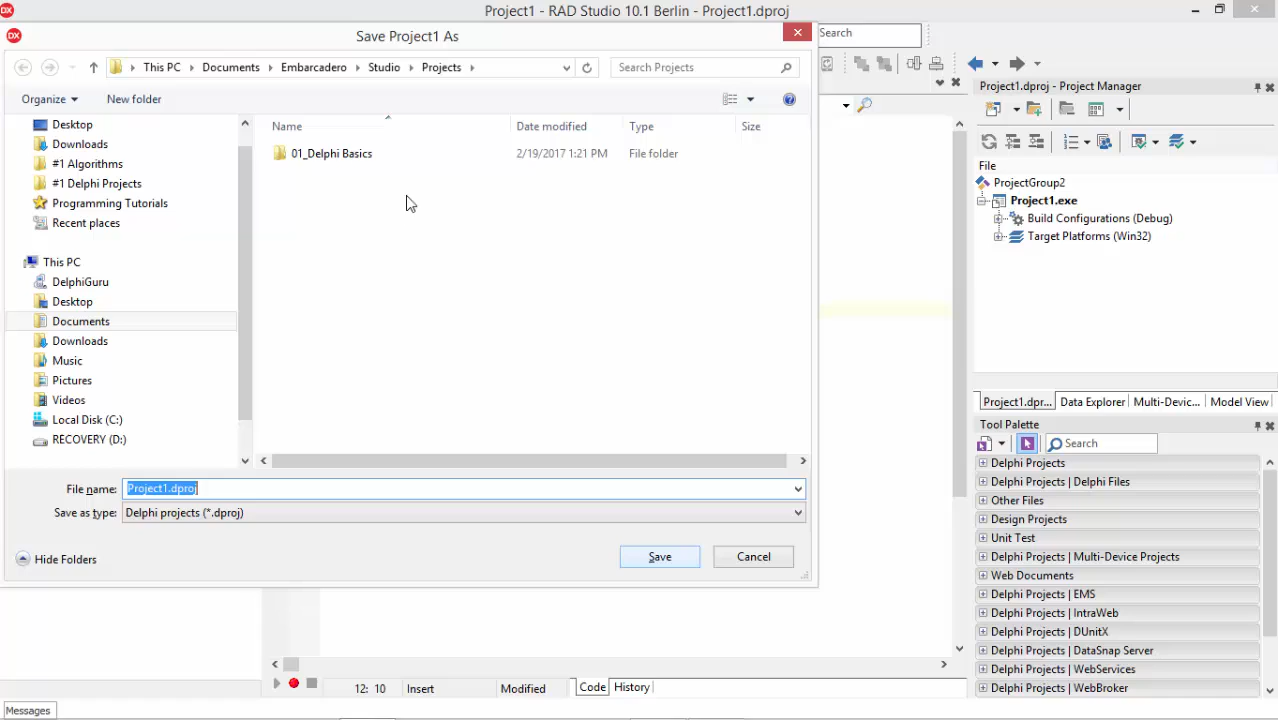 Project1 - RAD Studio 10.1 Berlin - Project1.dproj
DX
Save Project1 As
Search
This PC Documents Embarcadero Studio Projects
Search Projects
Organize New folder
Name Date modified Type Size
01_Delphi Basics 2/19/2017 1:21 PM File folder
Desktop
Downloads
#1 Algorithms
#1 Delphi Projects
Programming Tutorials
Recent places
This PC
DelphiGuru
Desktop
Documents
Downloads
Music
Pictures
Videos
Local Disk (C:)
RECOVERY (D:)
File name: Project1.dproj
Save as type: Delphi projects (*.dproj)
Hide Folders
Save Cancel
Project1.dproj - Project Manager
File
ProjectGroup2
Project1.exe
Build Configurations (Debug)
Target Platforms (Win32)
Project1.dpr... Data Explorer Multi-Devic... Model View
Tool Palette
Search
Delphi Projects
Delphi Projects | Delphi Files
Other Files
Design Projects
Unit Test
Delphi Projects | Multi-Device Projects
Web Documents
Delphi Projects | EMS
Delphi Projects | IntraWeb
Delphi Projects | DUnitX
Delphi Projects | DataSnap Server
Delphi Projects | WebServices
Delphi Projects | WebBroker
12: 10 Insert Modified Code History
Messages